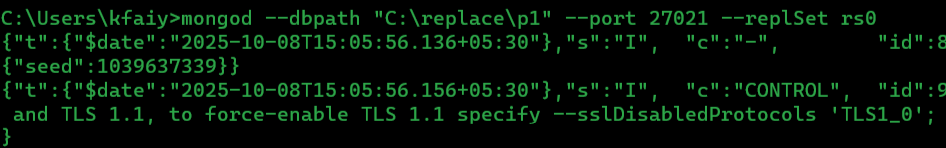 C:\Users\kfaiy>mongod --dbpath "C:\replace\p1" --port 27021 --replSet rs0
{"t":{"$date":"2025-10-08T15:05:56.136+05:30"},"s":"I",  "c":"-",        "id":8
{"seed":1039637339}}
{"t":{"$date":"2025-10-08T15:05:56.156+05:30"},"s":"I",  "c":"CONTROL",  "id":9
 and TLS 1.1, to force-enable TLS 1.1 specify --sslDisabledProtocols 'TLS1_0';
}